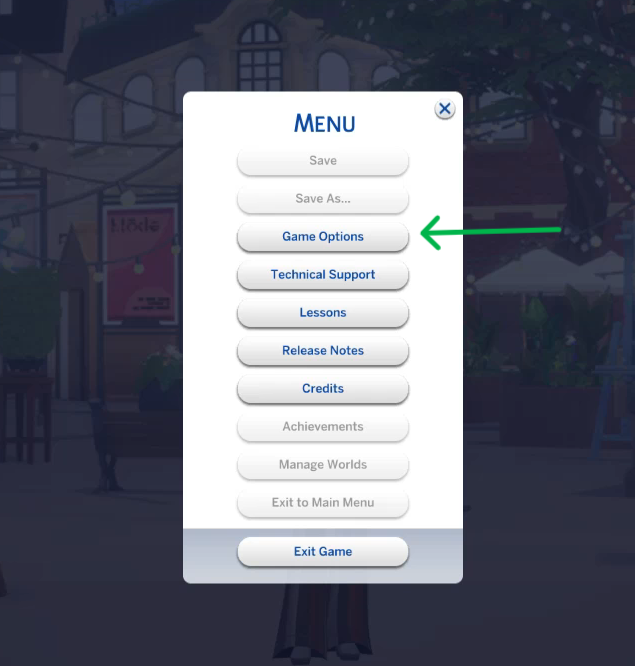 MENU
Save
Save As...
Game Options
Technical Support
Lessons
Release Notes
Credits
Achievements
Manage Worlds
Exit to Main Menu
Exit Game